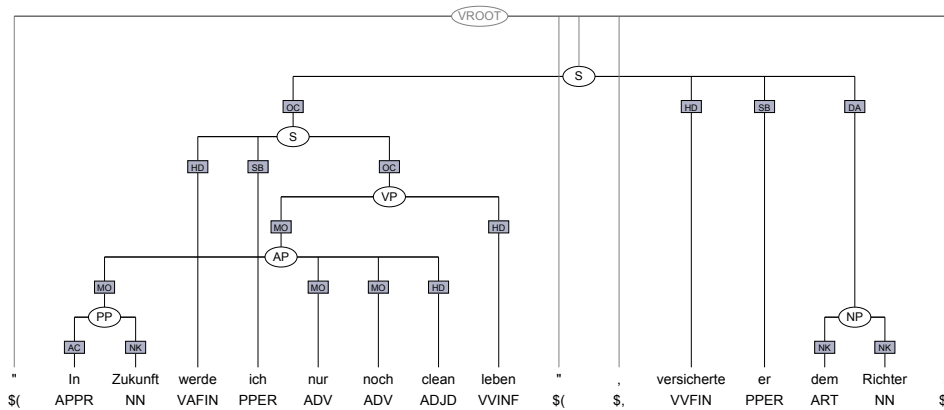 VROOT
S
OC HD SB DA
S
HD SB OC
VP
MO HD
AP
MO MO MO HD
PP NP
AC NK NK NK
" In Zukunft werde ich nur noch clean leben " , versicherte er dem Richter
$( APPR NN VAFIN PPER ADV ADV ADJD VVINF $( $, VVFIN PPER ART NN